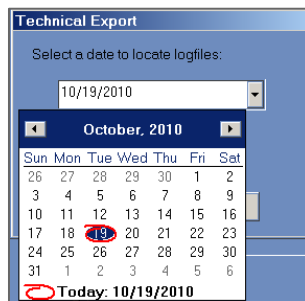 Technical Export
Select a date to locate logfiles:
10/19/2010
October, 2010
Sun Mon Tue Wed Thu Fri Sat
26 27 28 29 30 1 2
3 4 5 6 7 8 9
10 11 12 13 14 15 16
17 18 19 20 21 22 23
24 25 26 27 28 29 30
31 1 2 3 4 5 6
Today: 10/19/2010